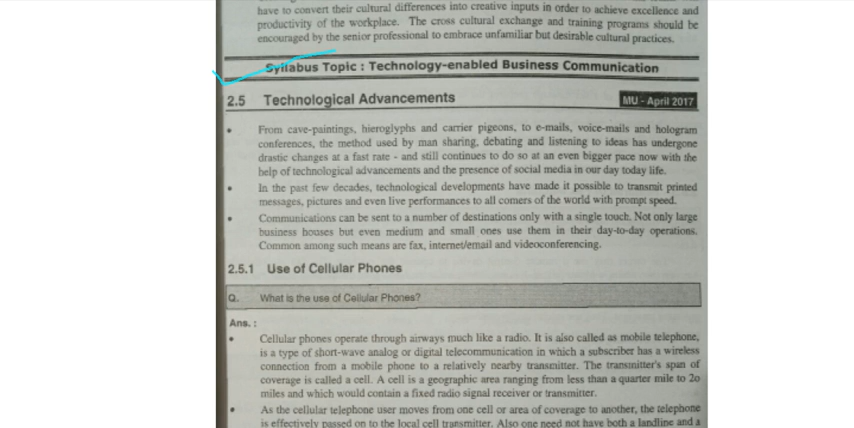 have to convert their cultural differences into creative inputs in order to achieve excellence and
productivity of the workplace. The cross cultural exchange and training programs should be
encouraged by the senior professional to embrace unfamiliar but desirable cultural practices.
Syllabus Topic : Technology-enabled Business Communication
2.5 Technological Advancements MU - April 2017
• From cave-paintings, hieroglyphs and carrier pigeons, to e-mails, voice-mails and hologram
conferences, the method used by man sharing, debating and listening to ideas has undergone
drastic changes at a fast rate - and still continues to do so at an even bigger pace now with the
help of technological advancements and the presence of social media in our day today life.
• In the past few decades, technological developments have made it possible to transmit printed
messages, pictures and even live performances to all comers of the world with prompt speed.
• Communications can be sent to a number of destinations only with a single touch. Not only large
business houses but even medium and small ones use them in their day-to-day operations.
Common among such means are fax, internet/email and videoconferencing.
2.5.1 Use of Cellular Phones
Q. What is the use of Cellular Phones?
Ans. :
• Cellular phones operate through airways much like a radio. It is also called as mobile telephone,
is a type of short-wave analog or digital telecommunication in which a subscriber has a wireless
connection from a mobile phone to a relatively nearby transmitter. The transmitter's span of
coverage is called a cell. A cell is a geographic area ranging from less than a quarter mile to 20
miles and which would contain a fixed radio signal receiver or transmitter.
• As the cellular telephone user moves from one cell or area of coverage to another, the telephone
is effectively passed on to the local cell transmitter. Also one need not have both a landline and a